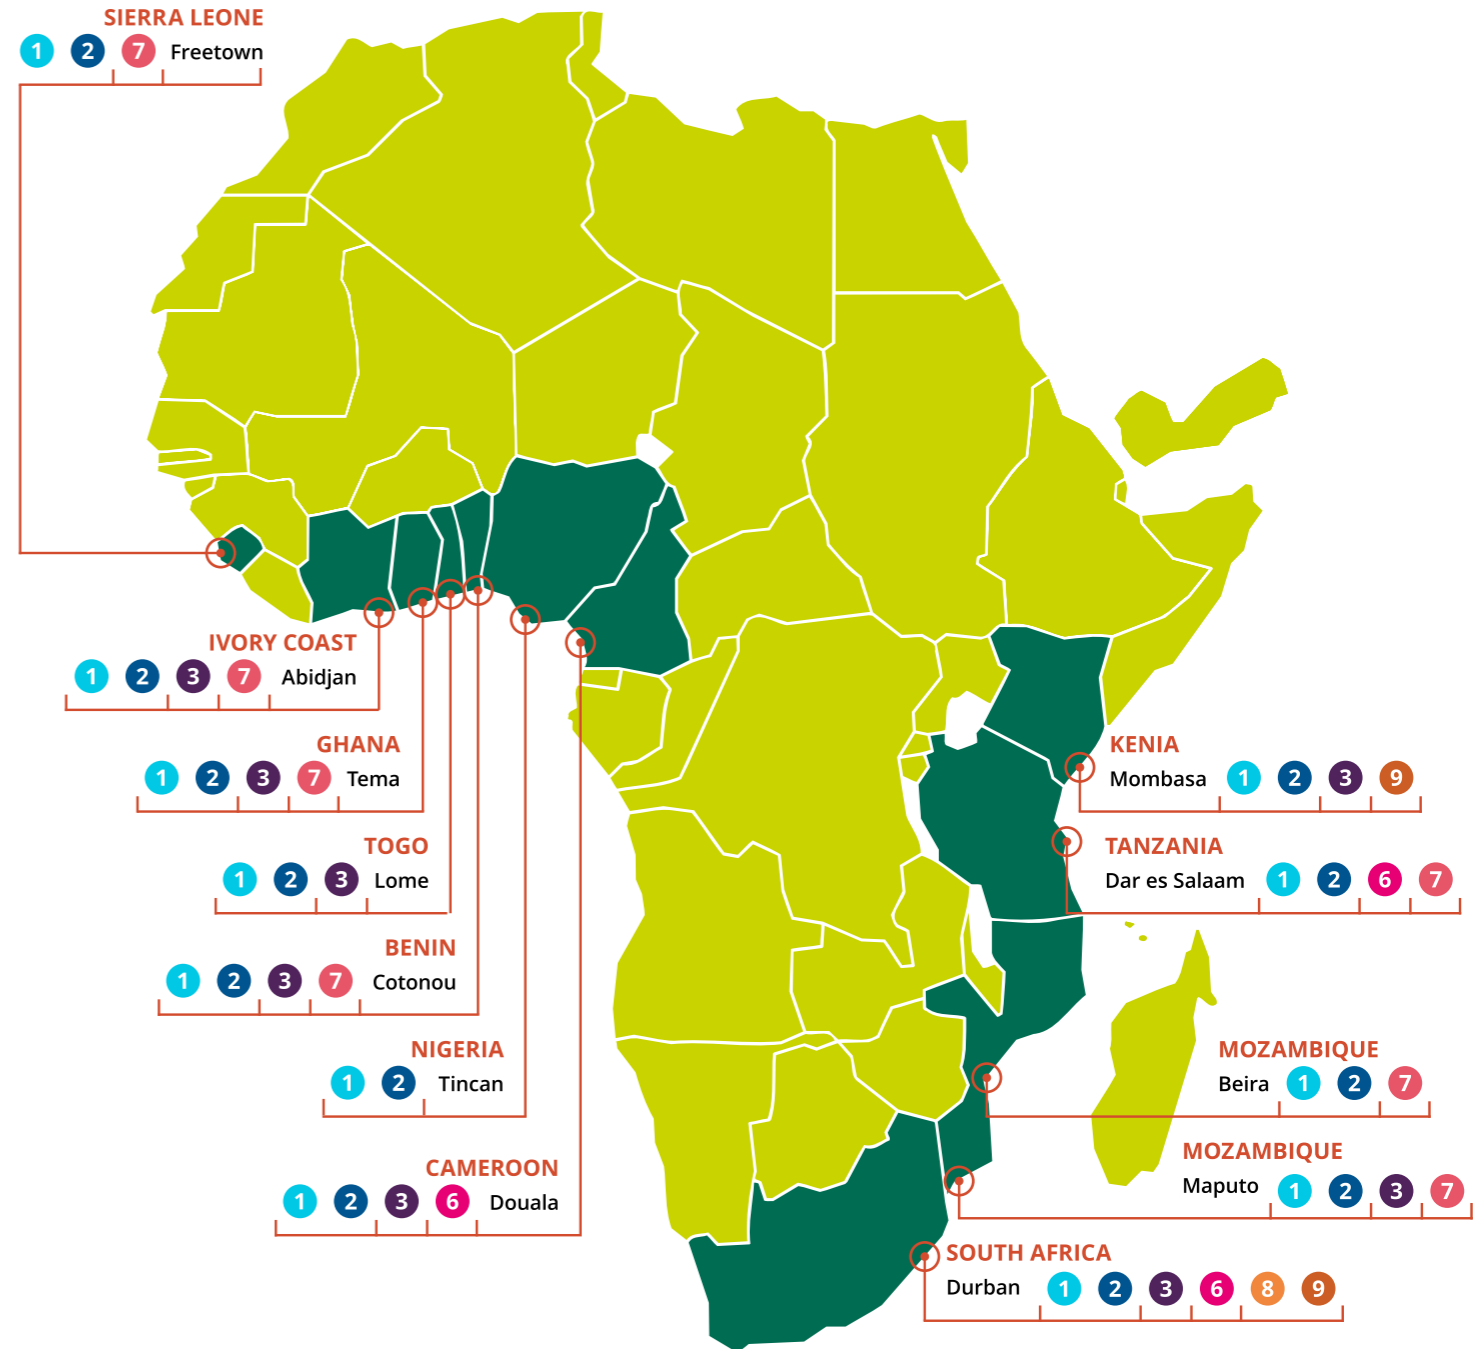 SIERRA LEONE
1 2 7 Freetown
IVORY COAST
1 2 3 7 Abidjan
GHANA
1 2 3 7 Tema
TOGO
1 2 3 Lome
BENIN
1 2 3 7 Cotonou
NIGERIA
1 2 Tincan
CAMEROON
1 2 3 6 Douala
KENIA
Mombasa 1 2 3 9
TANZANIA
Dar es Salaam 1 2 6 7
MOZAMBIQUE
Beira 1 2 7
MOZAMBIQUE
Maputo 1 2 3 7
SOUTH AFRICA
Durban 1 2 3 6 8 9